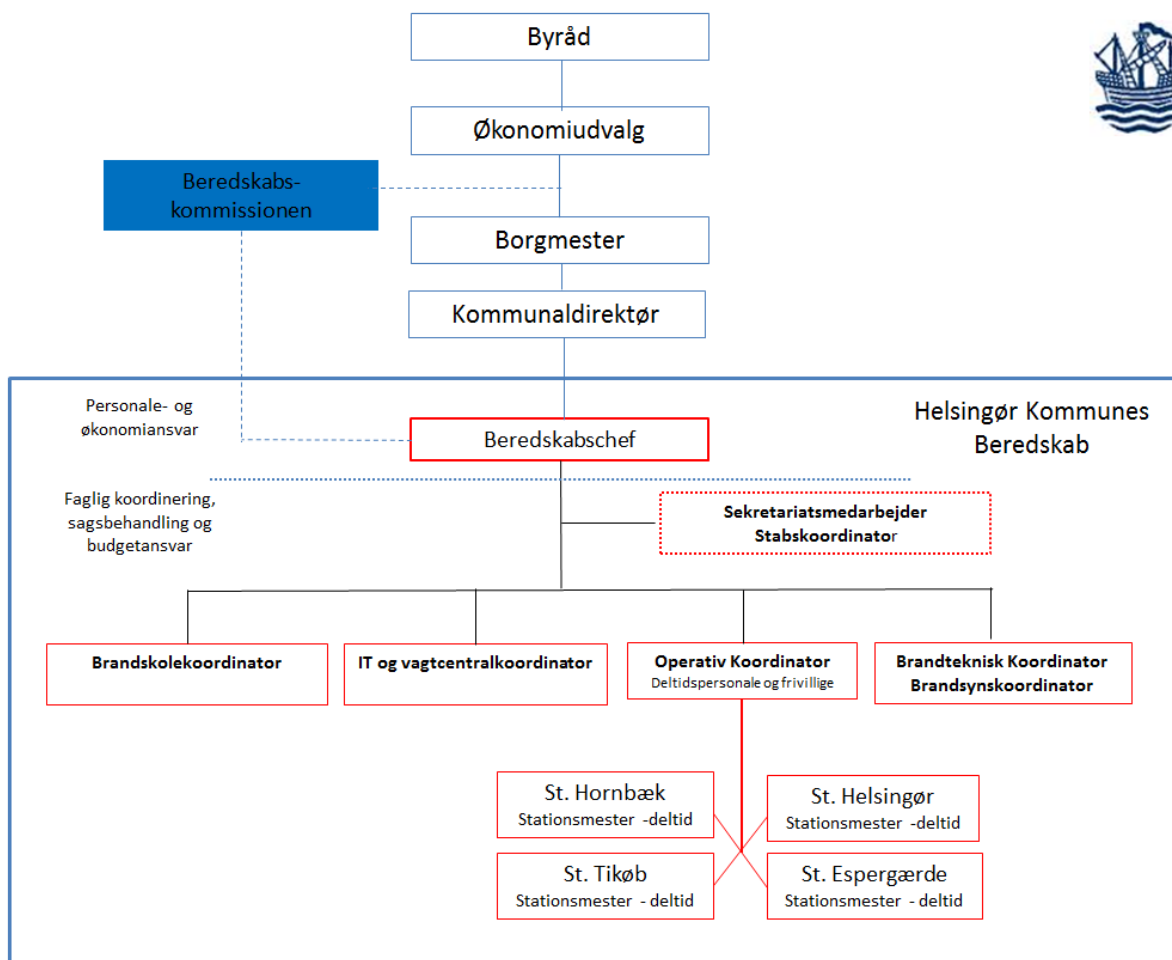 Byråd
Økonomiudvalg
Beredskabs-
kommissionen
Borgmester
Kommunaldirektør
Personale- og
økonomiansvar
Helsingør Kommunes
Beredskab
Beredskabschef
Faglig koordinering,
sagsbehandling og
budgetansvar
Sekretariatsmedarbejder
Stabskoordinator
Brandskolekoordinator
IT og vagtcentralkoordinator
Operativ Koordinator
Deltidspersonale og frivillige
Brandteknisk Koordinator
Brandsynskoordinator
St. Hornbæk
Stationsmester -deltid
St. Helsingør
Stationsmester -deltid
St. Tikøb
Stationsmester - deltid
St. Espergærde
Stationsmester - deltid